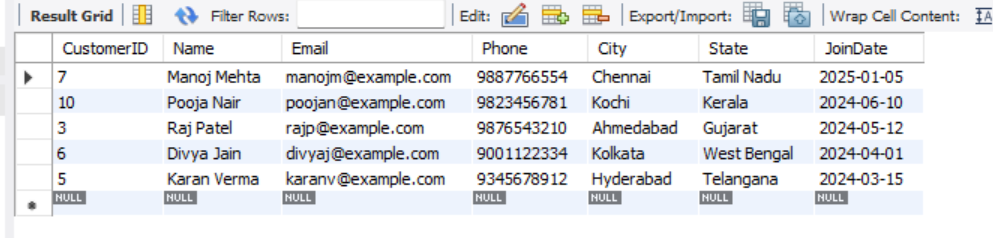 Result Grid Filter Rows: Edit: Export/Import: Wrap Cell Content:
CustomerID Name Email Phone City State JoinDate
7 Manoj Mehta manojm@example.com 9887766554 Chennai Tamil Nadu 2025-01-05
10 Pooja Nair poojan@example.com 9823456781 Kochi Kerala 2024-06-10
3 Raj Patel rajp@example.com 9876543210 Ahmedabad Gujarat 2024-05-12
6 Divya Jain divyaj@example.com 9001122334 Kolkata West Bengal 2024-04-01
5 Karan Verma karanv@example.com 9345678912 Hyderabad Telangana 2024-03-15
NULL NULL NULL NULL NULL NULL NULL